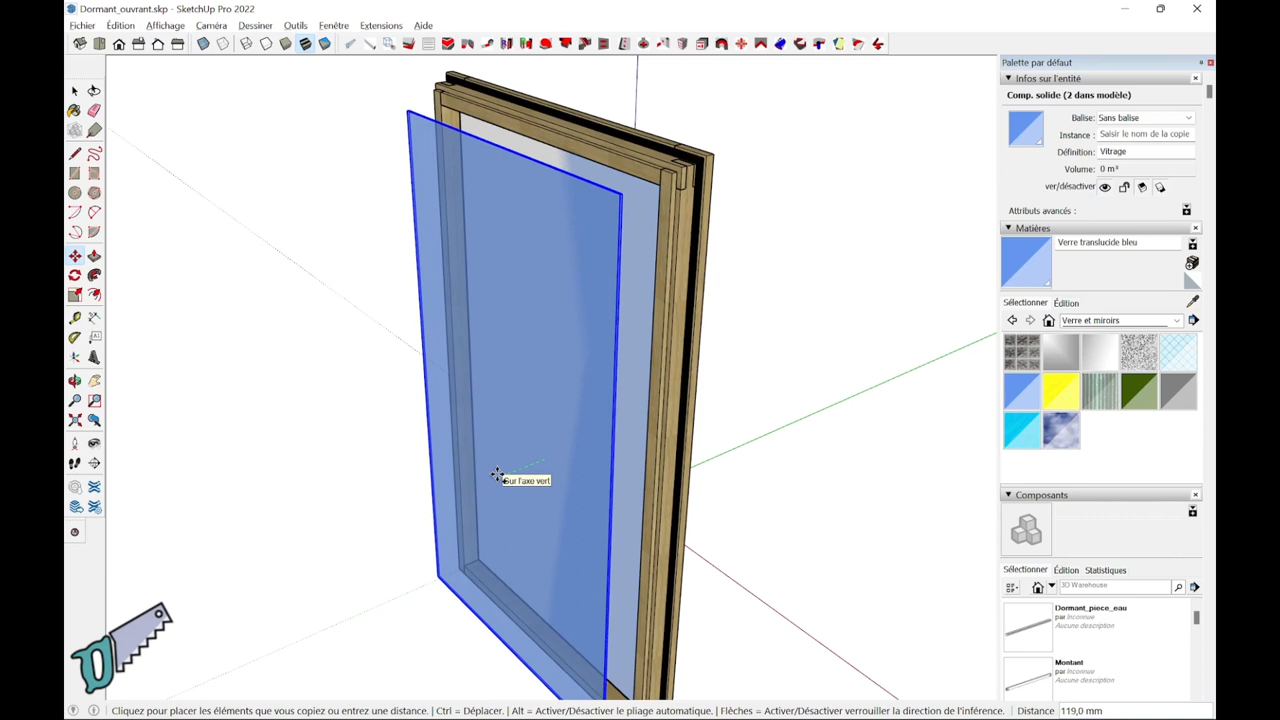 Dormant_ouvrant.skp - SketchUp Pro 2022
Fichier Édition Affichage Caméra Dessiner Outils Fenêtre Extensions Aide
Palette par défaut
Infos sur l'entité
Comp. solide (2 dans modèle)
Balise: Sans balise
Instance : Saisir le nom de la copie
Définition: Vitrage
Volume: 0 m³
ver/désactiver
Attributs avancés :
Matières
Verre translucide bleu
Sélectionner Édition
Verre et miroirs
Sur l'axe vert
Composants
Sélectionner Édition Statistiques
3D Warehouse
Dormant_piece_eau
par Inconnue
Aucune description
Montant
par Inconnue
Aucune description
Cliquez pour placer les éléments que vous copiez ou entrez une distance. | Ctrl = Déplacer. | Alt = Activer/Désactiver le pliage automatique. | Flèches = Activer/Désactiver verrouiller la direction de l'inférence. Distance 119,0 mm